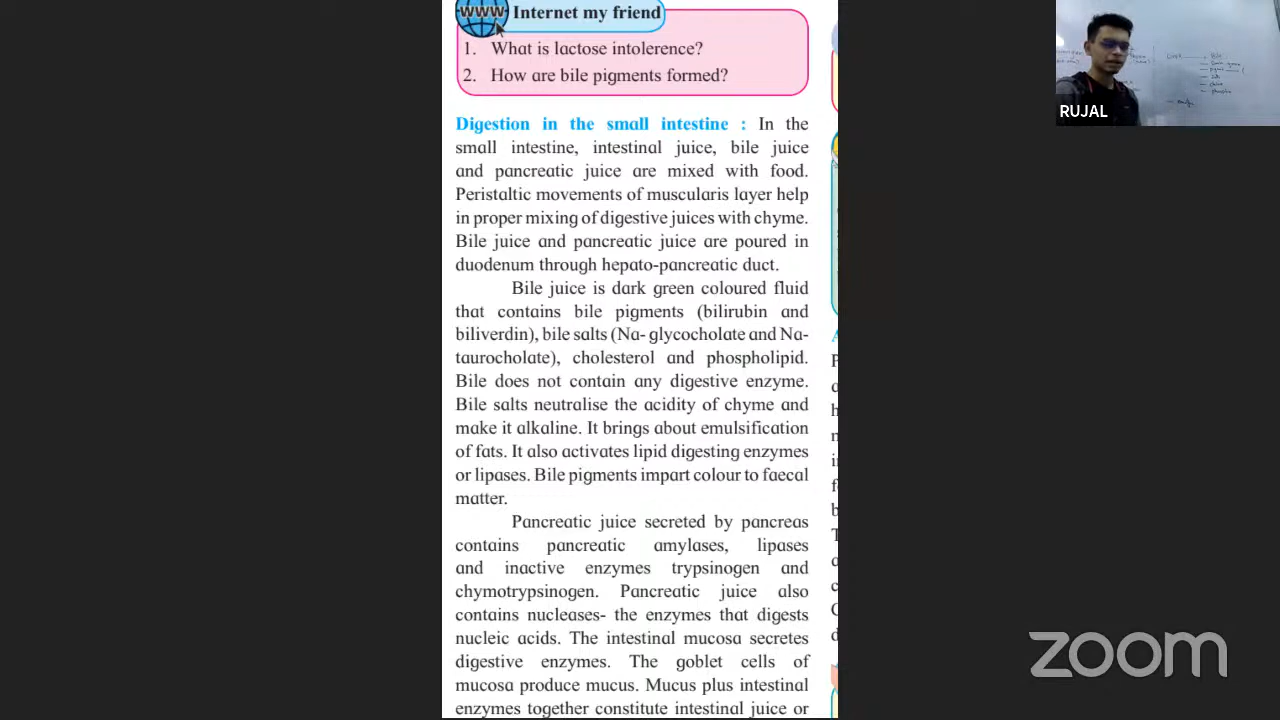 WWW Internet my friend
1. What is lactose intolerence?
2. How are bile pigments formed?
Digestion in the small intestine : In the
small intestine, intestinal juice, bile juice
and pancreatic juice are mixed with food.
Peristaltic movements of muscularis layer help
in proper mixing of digestive juices with chyme.
Bile juice and pancreatic juice are poured in
duodenum through hepato-pancreatic duct.
Bile juice is dark green coloured fluid
that contains bile pigments (bilirubin and
biliverdin), bile salts (Na- glycocholate and Na-
taurocholate), cholesterol and phospholipid.
Bile does not contain any digestive enzyme.
Bile salts neutralise the acidity of chyme and
make it alkaline. It brings about emulsification
of fats. It also activates lipid digesting enzymes
or lipases. Bile pigments impart colour to faecal
matter.
Pancreatic juice secreted by pancreas
contains pancreatic amylases, lipases
and inactive enzymes trypsinogen and
chymotrypsinogen. Pancreatic juice also
contains nucleases- the enzymes that digests
nucleic acids. The intestinal mucosa secretes
digestive enzymes. The goblet cells of
mucosa produce mucus. Mucus plus intestinal
enzymes together constitute intestinal juice or
RUJAL
zoom